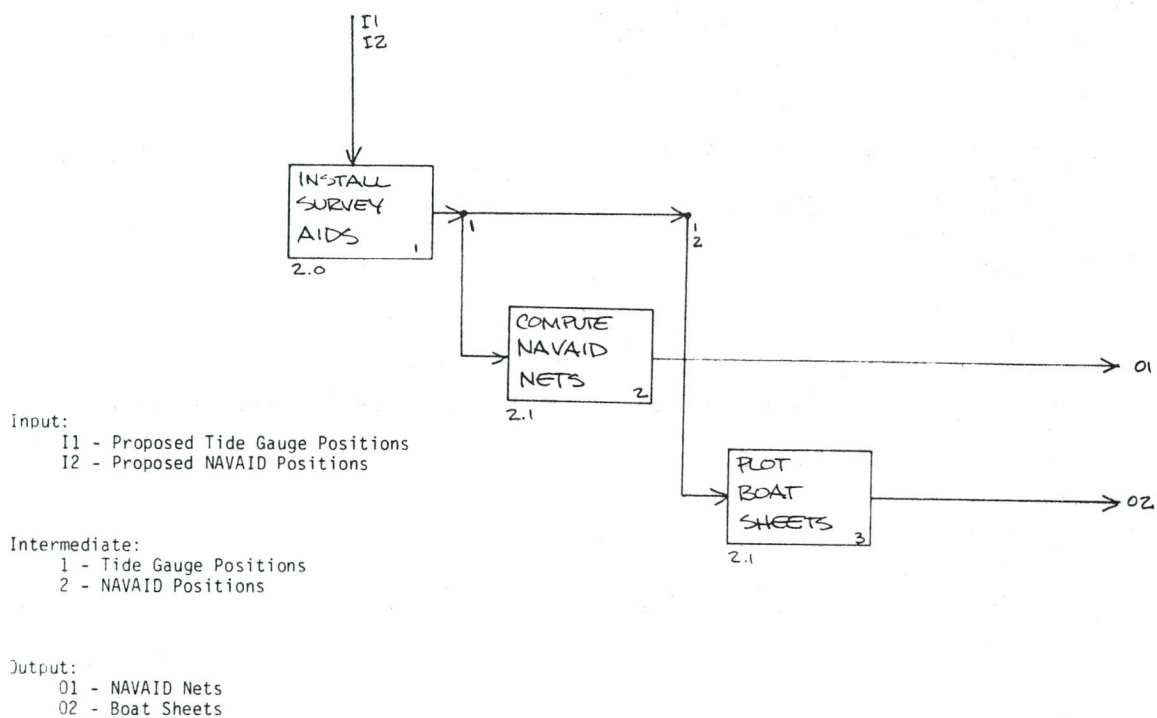 I1
I2
INSTALL
SURVEY
AIDS 1
2.0
1
1
2
COMPUTE
NAVAID
NETS 2
2.1
O1
PLOT
BOAT
SHEETS 3
2.1
O2
Input:
I1 - Proposed Tide Gauge Positions
I2 - Proposed NAVAID Positions
Intermediate:
1 - Tide Gauge Positions
2 - NAVAID Positions
Output:
O1 - NAVAID Nets
O2 - Boat Sheets